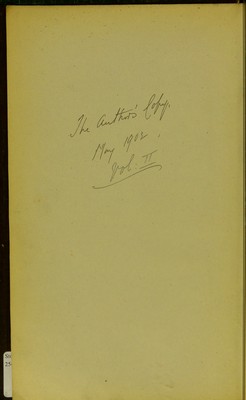 The Author's Copy.
May 1902.
Vol: II